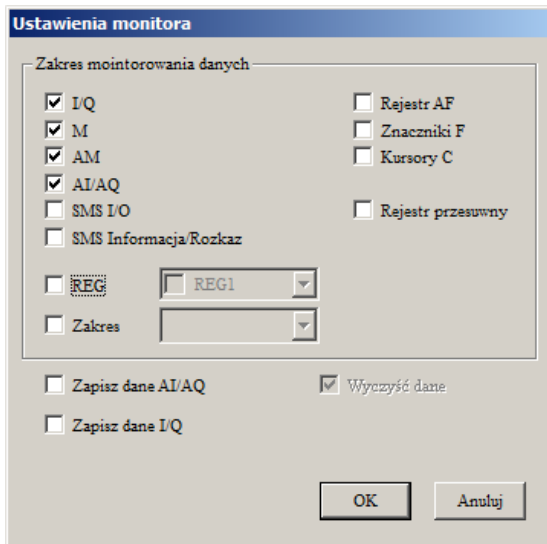 Ustawienia monitora
Zakres mointorowania danych
I/Q
Rejestr AF
M
Znaczniki F
AM
Kursory C
AI/AQ
SMS I/O
Rejestr przesuwny
SMS Informacja/Rozkaz
REG
REG1
Zakres
Zapisz dane AI/AQ
Wyczyść dane
Zapisz dane I/Q
OK
Anuluj